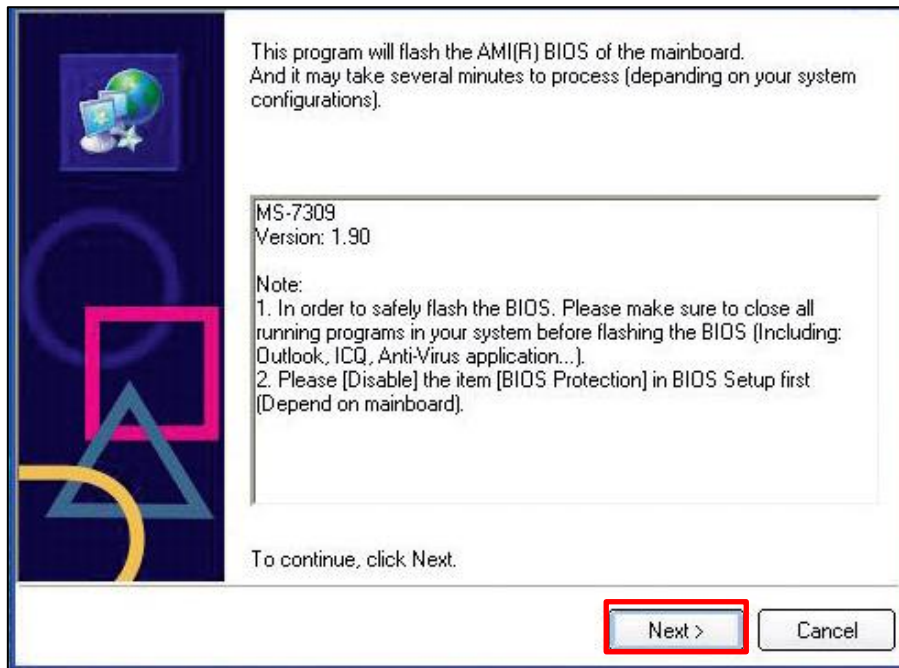 This program will flash the AMI(R) BIOS of the mainboard.
And it may take several minutes to process (depanding on your system
configurations).
MS-7309
Version: 1.90
Note:
1. In order to safely flash the BIOS. Please make sure to close all
running programs in your system before flashing the BIOS (Including:
Outlook, ICQ, Anti-Virus application...).
2. Please [Disable] the item [BIOS Protection] in BIOS Setup first
(Depend on mainboard).
To continue, click Next.
Next >
Cancel